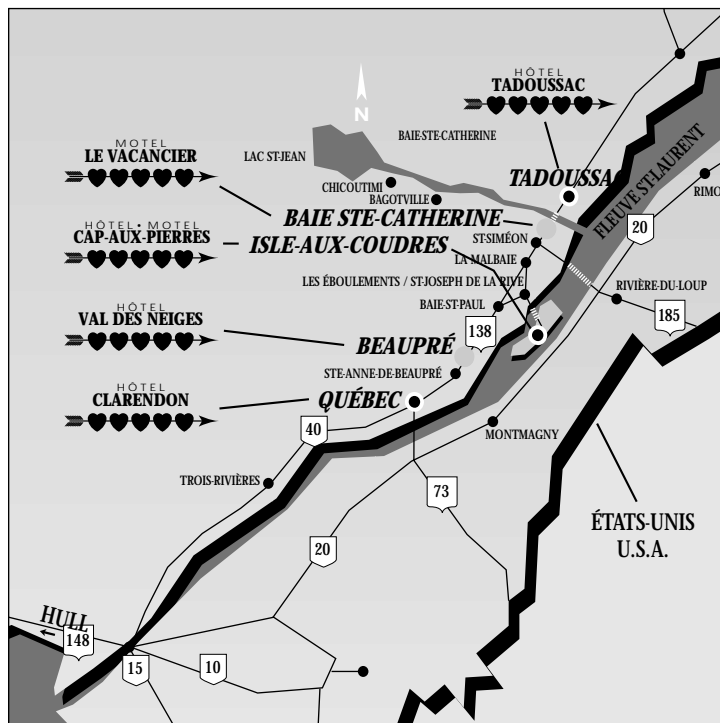 HÔTEL
TADOUSSAC
N
BAIE-STE-CATHERINE
MOTEL
LE VACANCIER
LAC ST-JEAN
CHICOUTIMI
BAGOTVILLE
TADOUSSAC
RIMO
FLEUVE ST-LAURENT
BAIE STE-CATHERINE
20
HÔTEL-MOTEL
CAP-AUX-PIERRES
ISLE-AUX-COUDRES
ST-SIMÉON
LA MALBAIE
LES ÉBOULEMENTS / ST-JOSEPH DE LA RIVE
RIVIÈRE-DU-LOUP
BAIE-ST-PAUL
185
HÔTEL
VAL DES NEIGES
138
BEAUPRÉ
STE-ANNE-DE-BEAUPRÉ
HÔTEL
CLARENDON
QUÉBEC
40
MONTMAGNY
TROIS-RIVIÈRES
73
ÉTATS-UNIS
U.S.A.
20
HULL
148
15
10